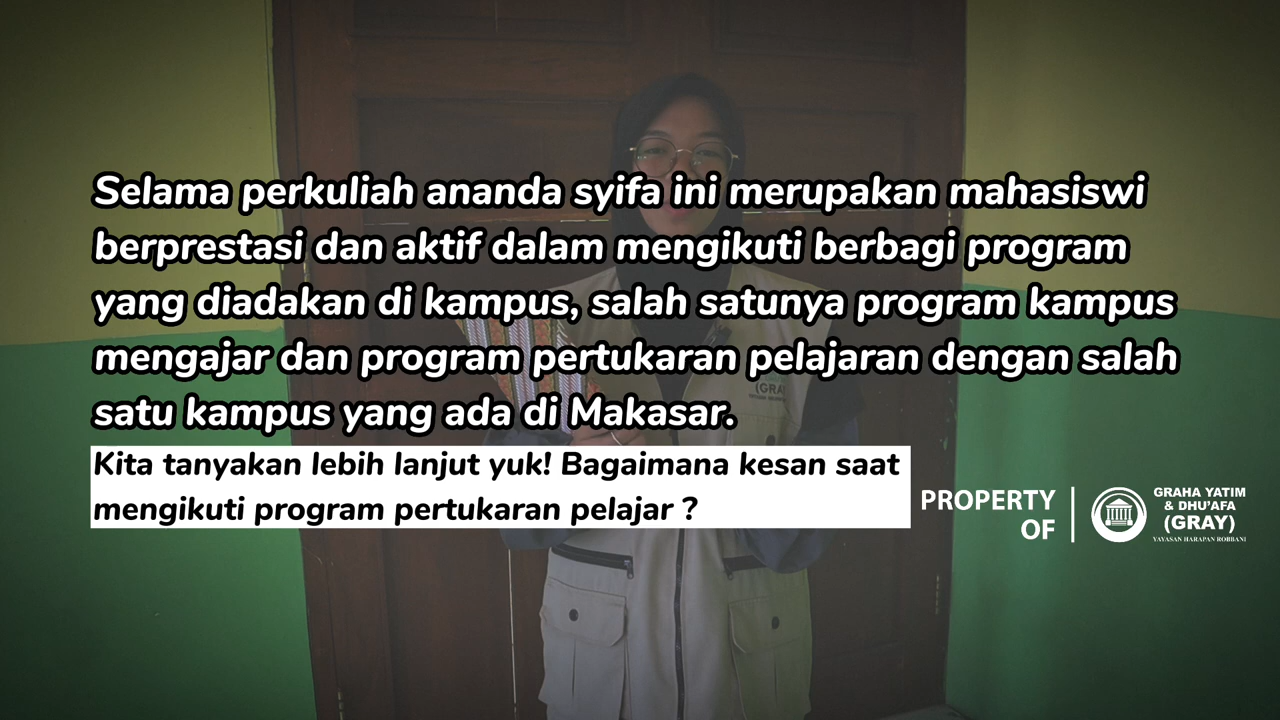 Selama perkuliah ananda syifa ini merupakan mahasiswi
berprestasi dan aktif dalam mengikuti berbagi program
yang diadakan di kampus, salah satunya program kampus
mengajar dan program pertukaran pelajaran dengan salah
satu kampus yang ada di Makasar.
Kita tanyakan lebih lanjut yuk! Bagaimana kesan saat
mengikuti program pertukaran pelajar ?
PROPERTY
OF
GRAHA YATIM
& DHU'AFA
(GRAY)
YAYASAN HARAPAN ROBBANI
(GRAY)